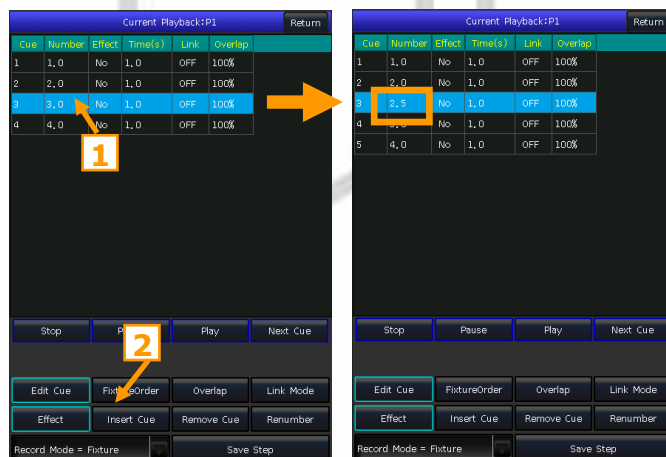 Current Playback:P1 Return
Cue Number Effect Time(s) Link Overlap
1 1.0 No 1.0 OFF 100%
2 2.0 No 1.0 OFF 100%
3 3.0 No 1.0 OFF 100%
4 4.0 No 1.0 OFF 100%
1
Stop Play Next Cue
2
Edit Cue FixtureOrder Overlap Link Mode
Effect Insert Cue Remove Cue Renumber
Record Mode = Fixture Save Step
Current Playback:P1 Return
Cue Number Effect Time(s) Link Overlap
1 1.0 No 1.0 OFF 100%
2 2.0 No 1.0 OFF 100%
3 2.5 No 1.0 OFF 100%
4 No 1.0 OFF 100%
5 4.0 No 1.0 OFF 100%
Stop Pause Play Next Cue
Edit Cue FixtureOrder Overlap Link Mode
Effect Insert Cue Remove Cue Renumber
Record Mode = Fixture Save Step